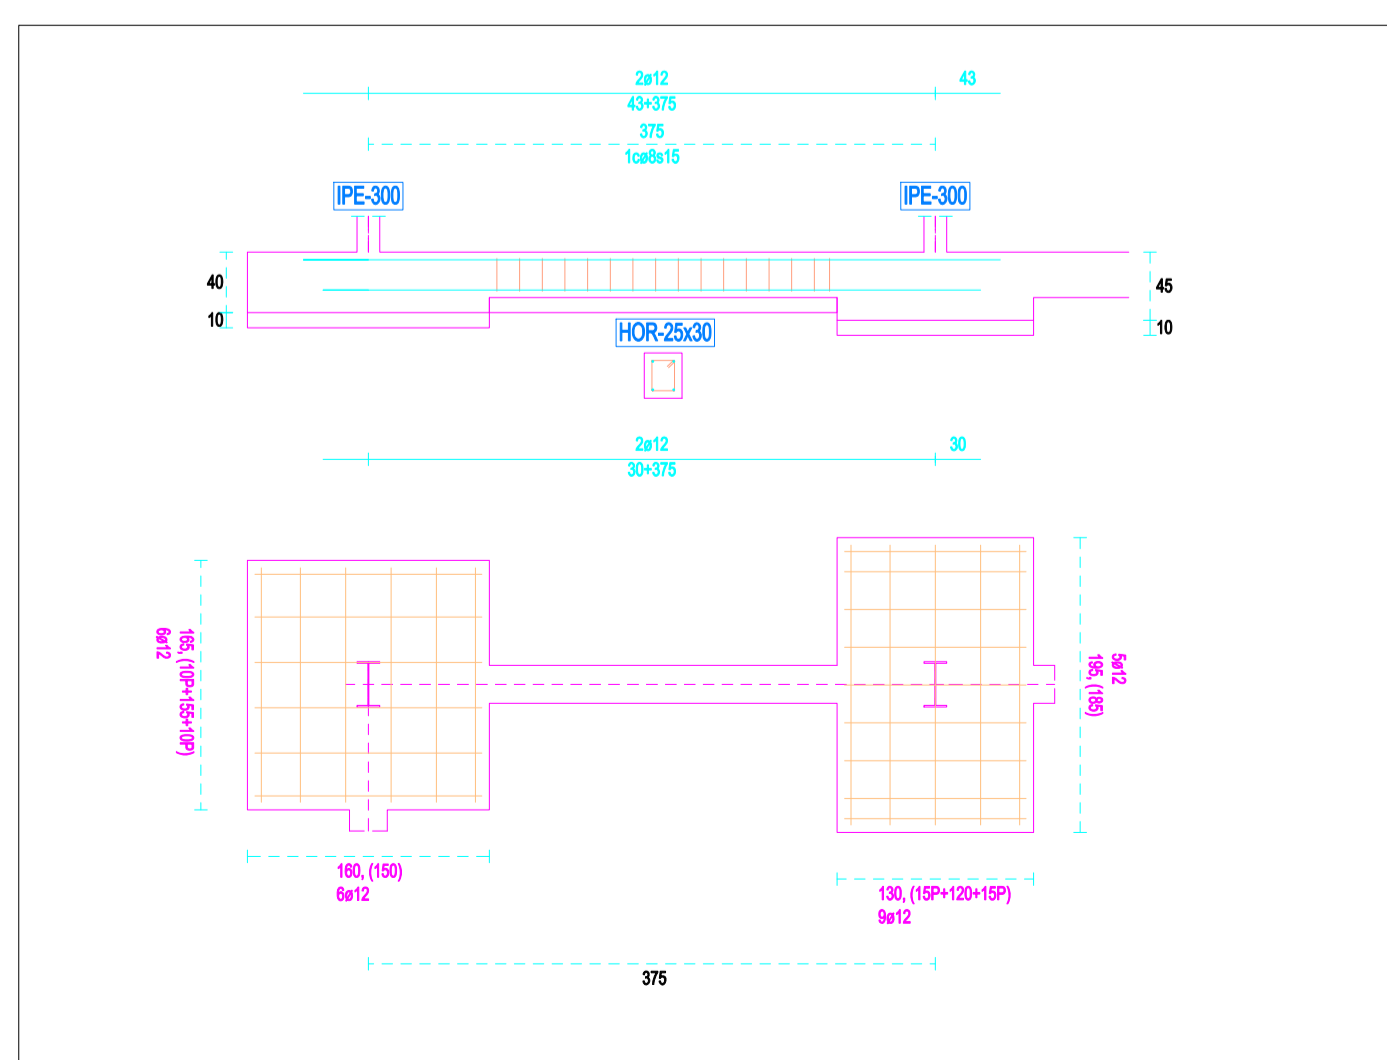 2ø12
43
43+375
375
1cø8s15
IPE-300
IPE-300
40
10
45
10
HOR-25x30
2ø12
30
30+375
165, (10P+155+10P)
6ø12
5ø12
195, (185)
160, (150)
6ø12
130, (15P+120+15P)
9ø12
375